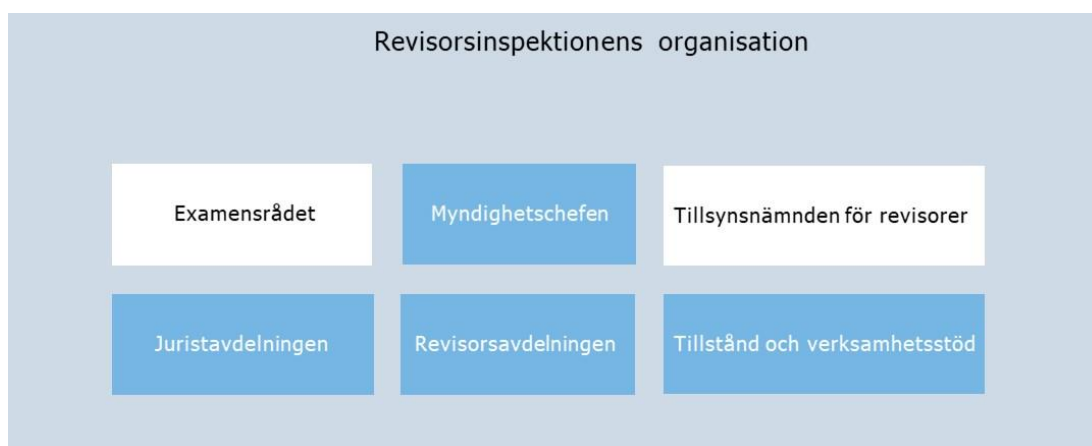 Revisorsinspektionens organisation
Examensrådet
Myndighetschefen
Tillsynsnämnden för revisorer
Juristavdelningen
Revisorsavdelningen
Tillstånd och verksamhetsstöd